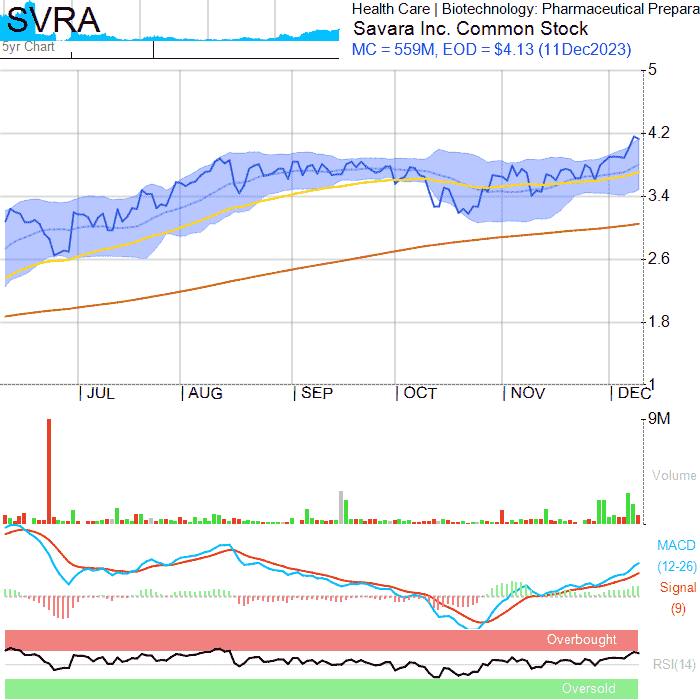 SVRA
Health Care | Biotechnology: Pharmaceutical Prepara
Savara Inc. Common Stock
5yr Chart
MC = 559M, EOD = $4.13 (11Dec2023)
5
4.2
3.4
2.6
1.8
1
JUL AUG SEP OCT NOV DEC
9M
Volume
MACD
(12-26)
Signal
(9)
Overbought
RSI(14)
Oversold